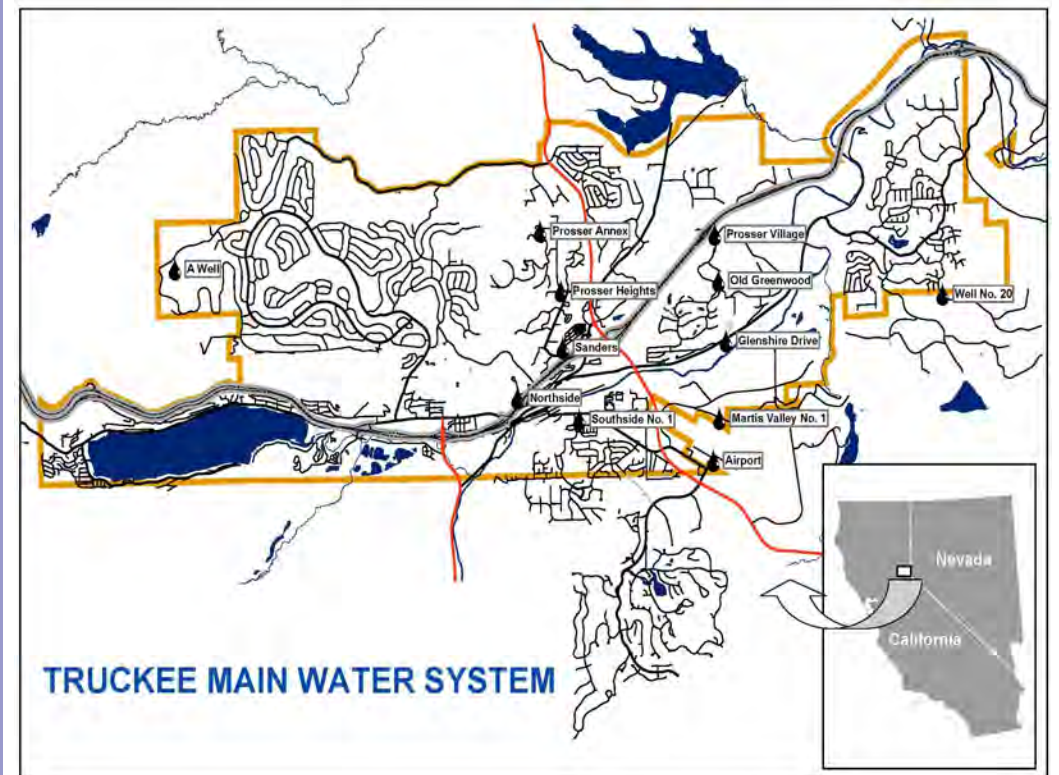 Prosser Annex
Prosser Village
A Well
Old Greenwood
Prosser Heights
Well No. 20
Glenshire Drive
Sanders
Northside
Southside No. 1
Martis Valley No. 1
Airport
Nevada
California
TRUCKEE MAIN WATER SYSTEM